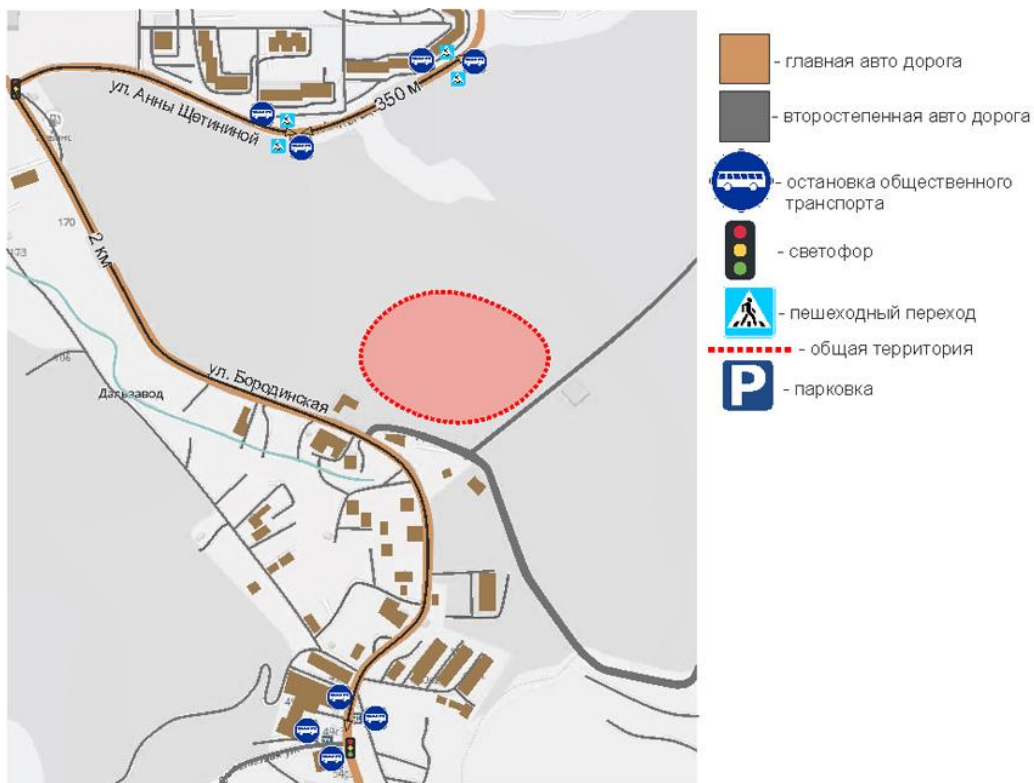 ул. Анны Щетининой
350 м
170
173
2 км
106
Дальзавод
ул. Бородинская
- главная авто дорога
- второстепенная авто дорога
- остановка общественного
транспорта
- светофор
- пешеходный переход
- общая территория
P
- парковка